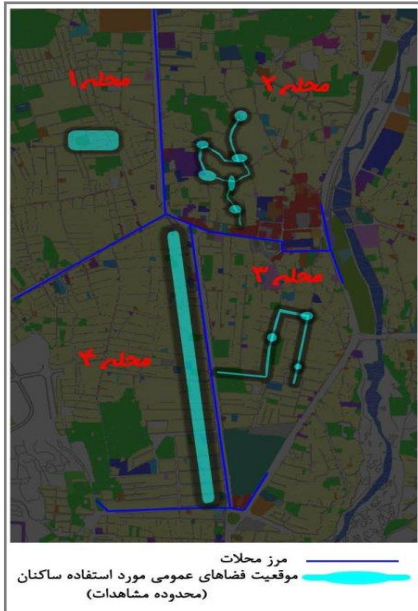 محله ۱
محله ۲
محله ۳
محله ۴
مرز محلات
موقعیت فضاهای عمومی مورد استفاده ساکنان
(محدوده مشاهدات)